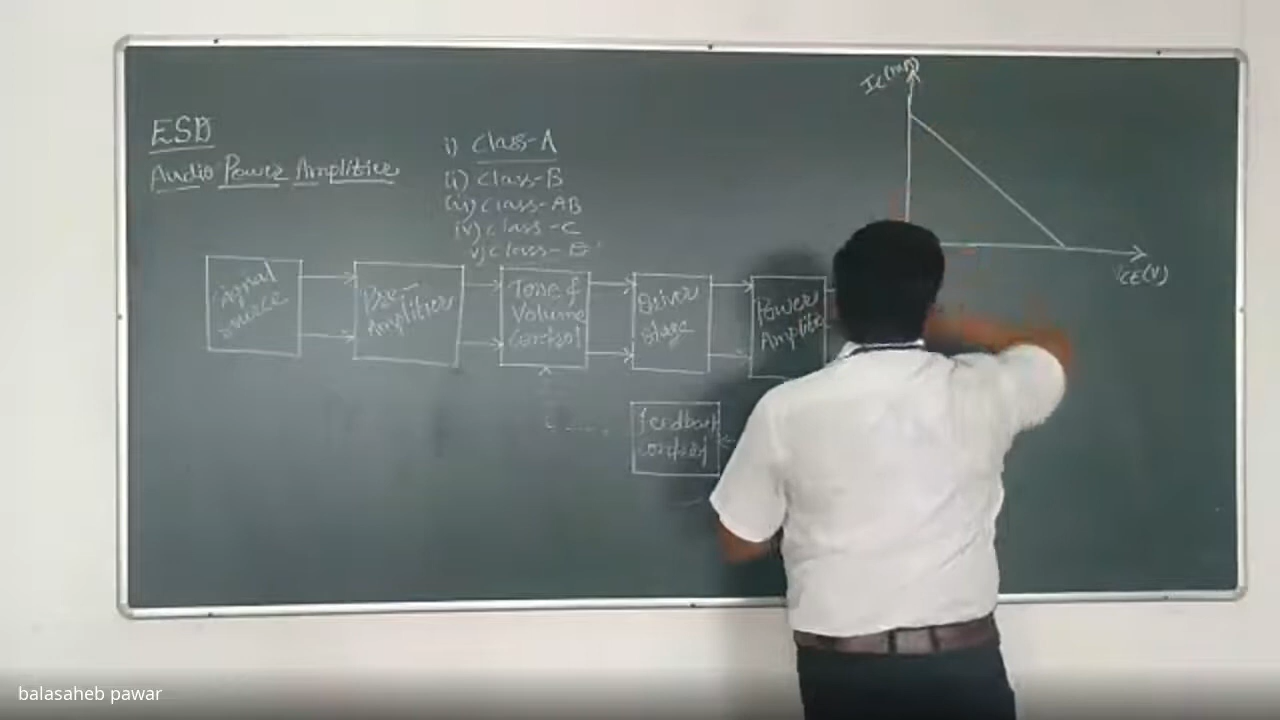 ESD
Audio Power Amplifier
i) Class-A
ii) Class-B
iii) Class-AB
iv) Class-C
v) Class-
Signal
source
Pre-
Amplifier
Tone &
Volume
Control
Driver
stage
Power
Amplifie
feedback
control
IC(mA)
VCE(V)
balasaheb pawar